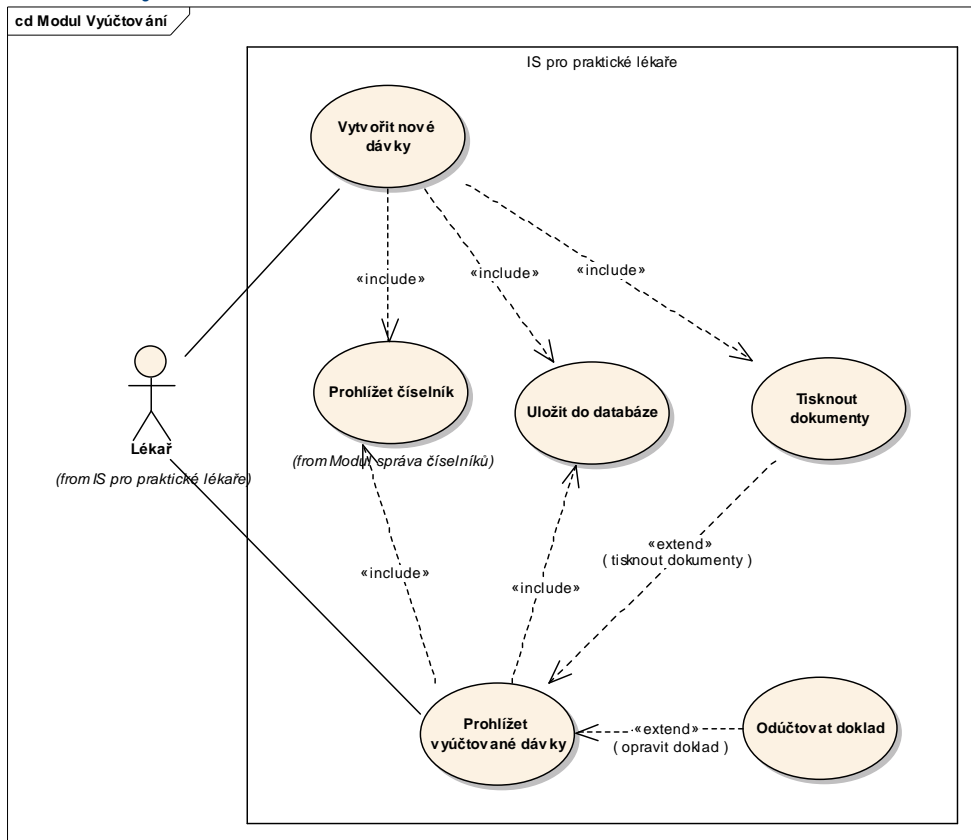 cd Modul Vyúčtování
IS pro praktické lékaře
Vytvořit nové
dávky
«include»
«include»
«include»
Prohlížet číselník
(from Modul správa číselníků)
Uložit do databáze
Tisknout
dokumenty
Lékař
(from IS pro praktické lékaře)
«extend»
( tisknout dokumenty )
«include»
«include»
Prohlížet
vyúčtované dávky
«extend»
( opravit doklad )
Odúčtovat doklad